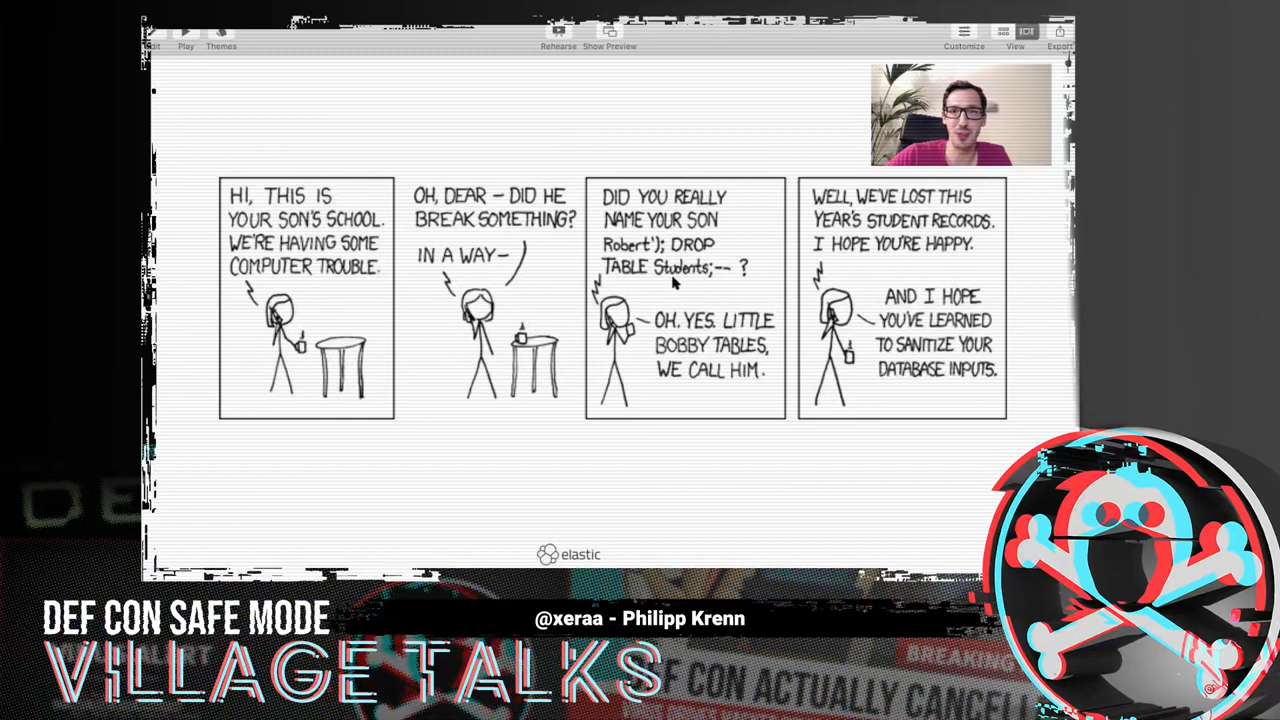 Edit
Play
Themes
Rehearse
Show Preview
Customize
View
Export
HI, THIS IS
YOUR SON'S SCHOOL.
WE'RE HAVING SOME
COMPUTER TROUBLE.
OH, DEAR – DID HE
BREAK SOMETHING?
IN A WAY–
DID YOU REALLY
NAME YOUR SON
Robert'); DROP
TABLE Students;-- ?
OH. YES. LITTLE
BOBBY TABLES,
WE CALL HIM.
WELL, WE'VE LOST THIS
YEAR'S STUDENT RECORDS.
I HOPE YOU'RE HAPPY.
AND I HOPE
YOU'VE LEARNED
TO SANITIZE YOUR
DATABASE INPUTS.
elastic
DEF CON SAFE MODE
@xeraa - Philipp Krenn
VILLAGE TALKS
BREAKING
DEF CON ACTUALLY CANCELL